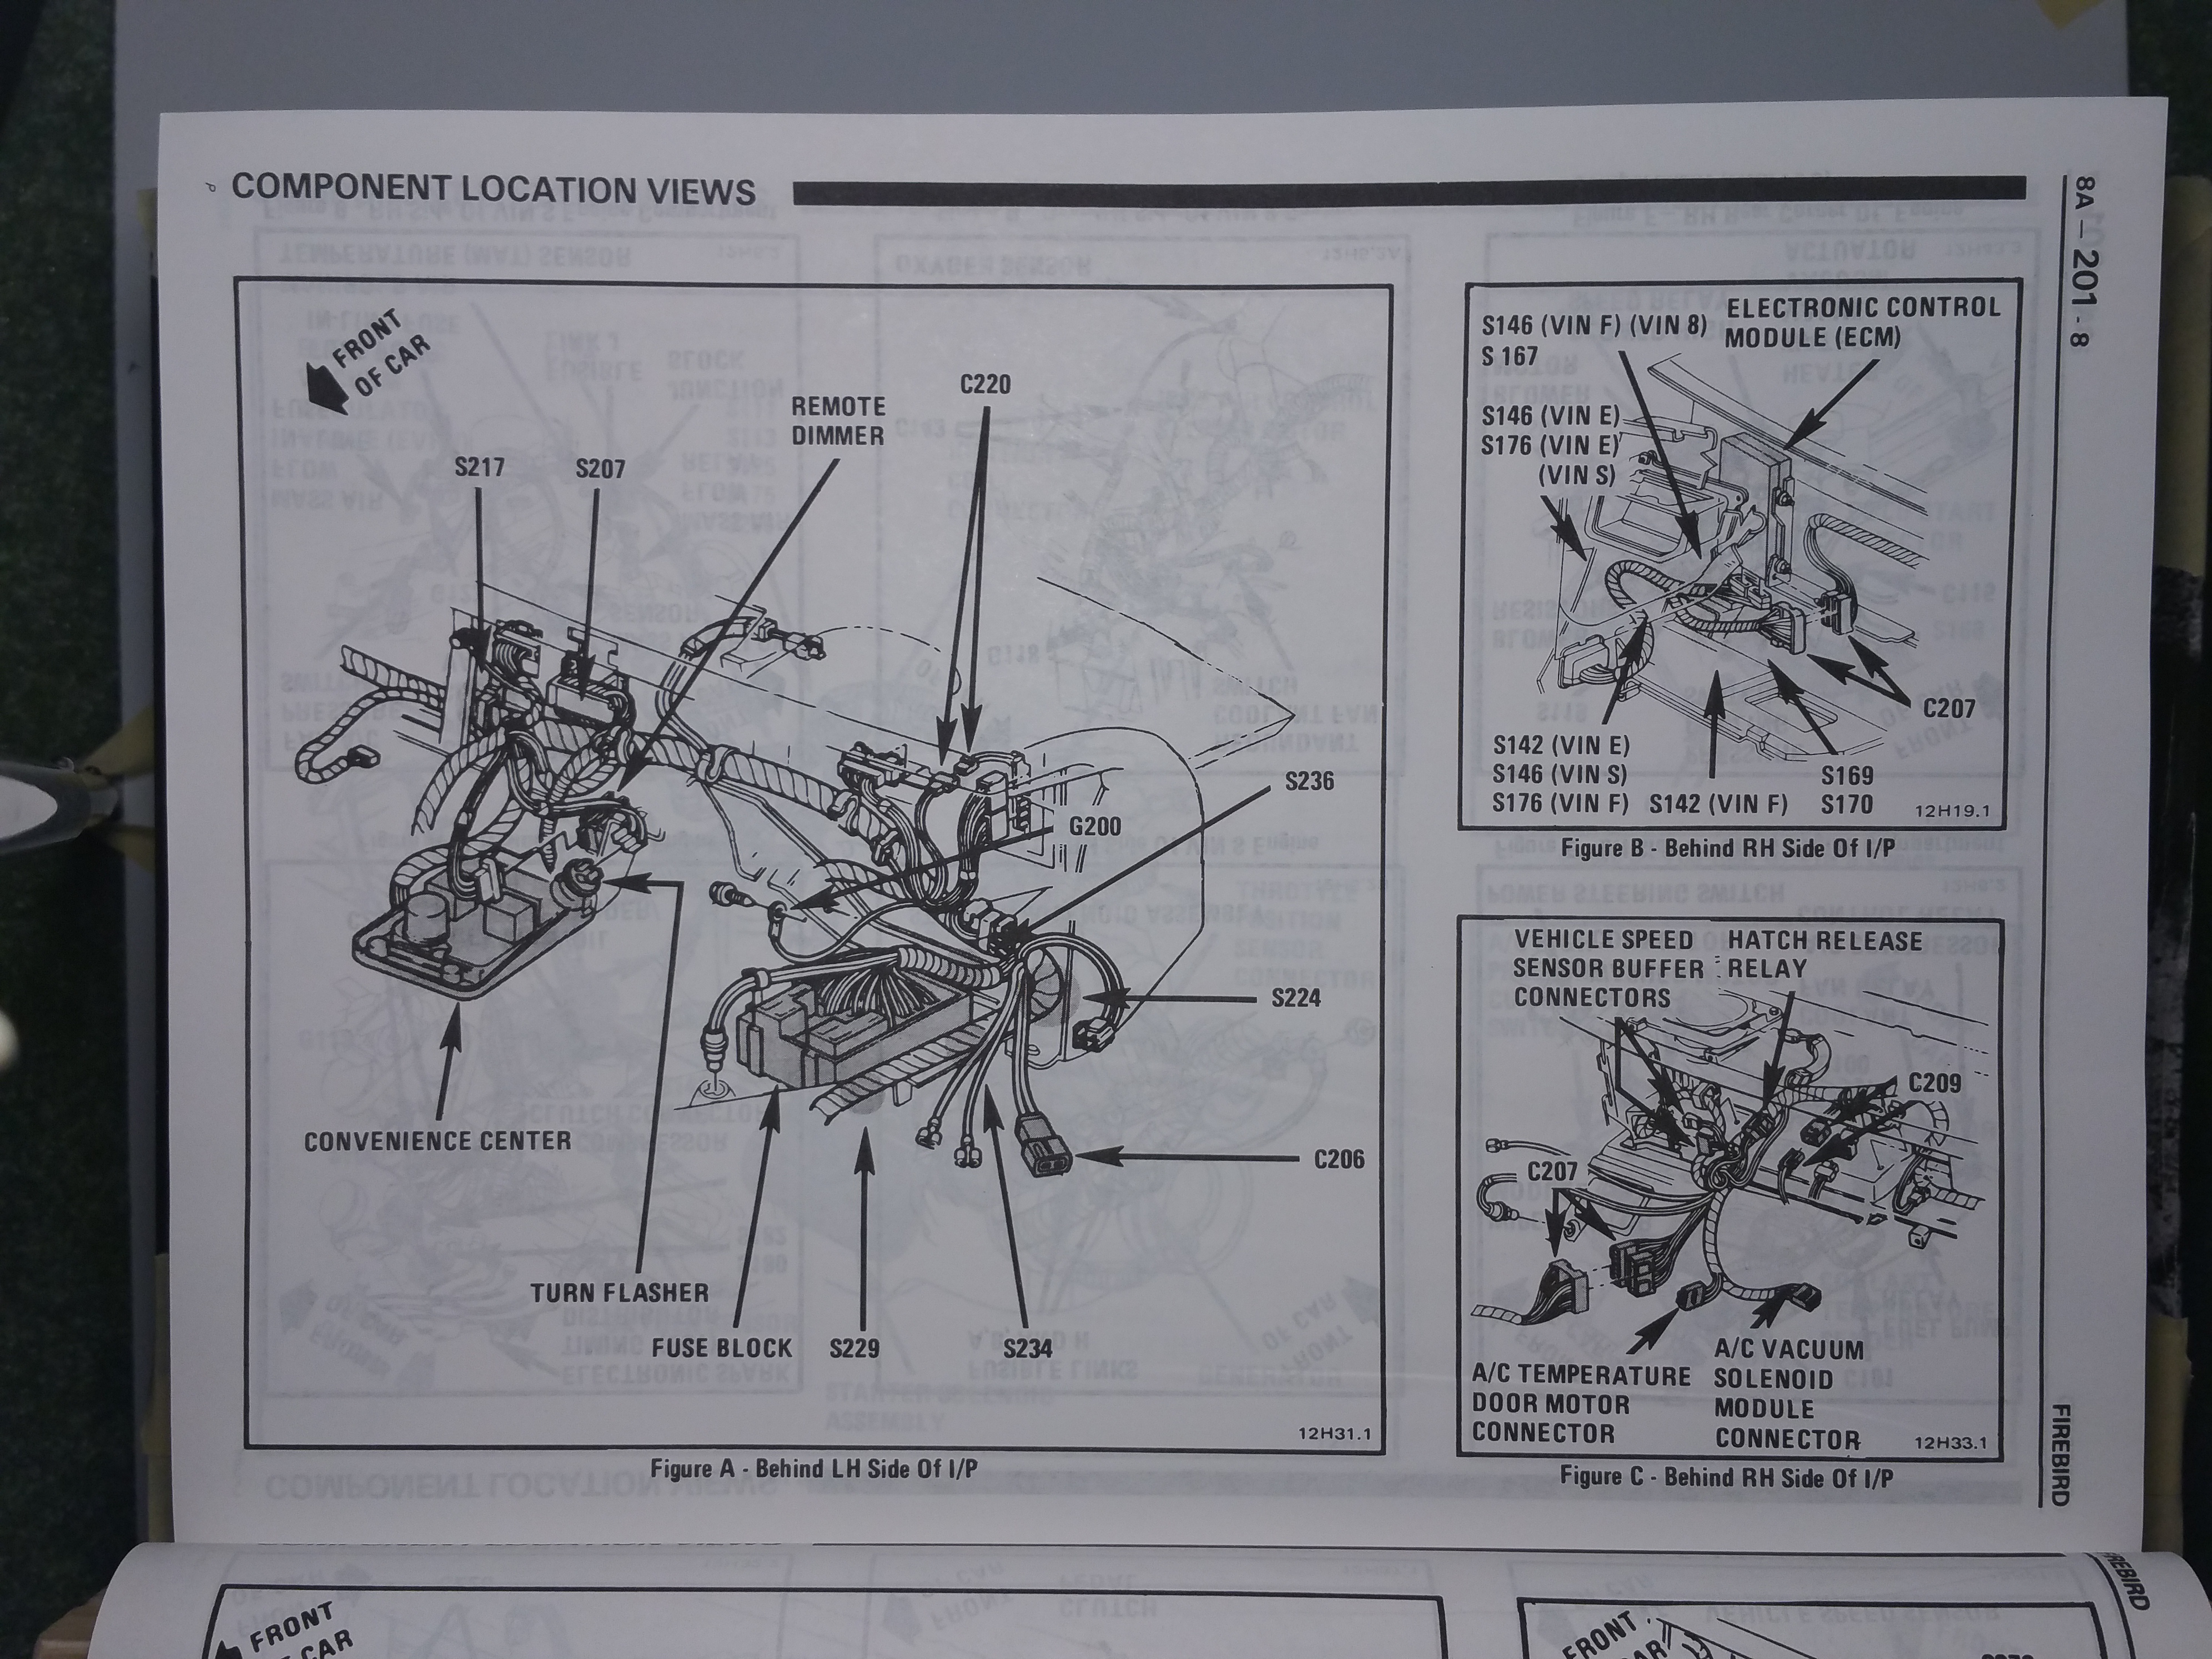 COMPONENT LOCATION VIEWS
8A - 201 - 8
FRONT
OF CAR
S217
S207
REMOTE
DIMMER
C220
S236
G200
S224
C206
CONVENIENCE CENTER
TURN FLASHER
FUSE BLOCK
S229
S234
12H31.1
Figure A - Behind LH Side Of I/P
S146 (VIN F) (VIN 8)
S 167
ELECTRONIC CONTROL
MODULE (ECM)
S146 (VIN E)
S176 (VIN E)
(VIN S)
C207
S142 (VIN E)
S146 (VIN S)
S176 (VIN F)
S142 (VIN F)
S169
S170
12H19.1
Figure B - Behind RH Side Of I/P
VEHICLE SPEED
SENSOR BUFFER
CONNECTORS
HATCH RELEASE
RELAY
C209
C207
A/C TEMPERATURE
DOOR MOTOR
CONNECTOR
A/C VACUUM
SOLENOID
MODULE
CONNECTOR
12H33.1
Figure C - Behind RH Side Of I/P
FIREBIRD
FRONT
CAR
FRONT
FIREBIRD